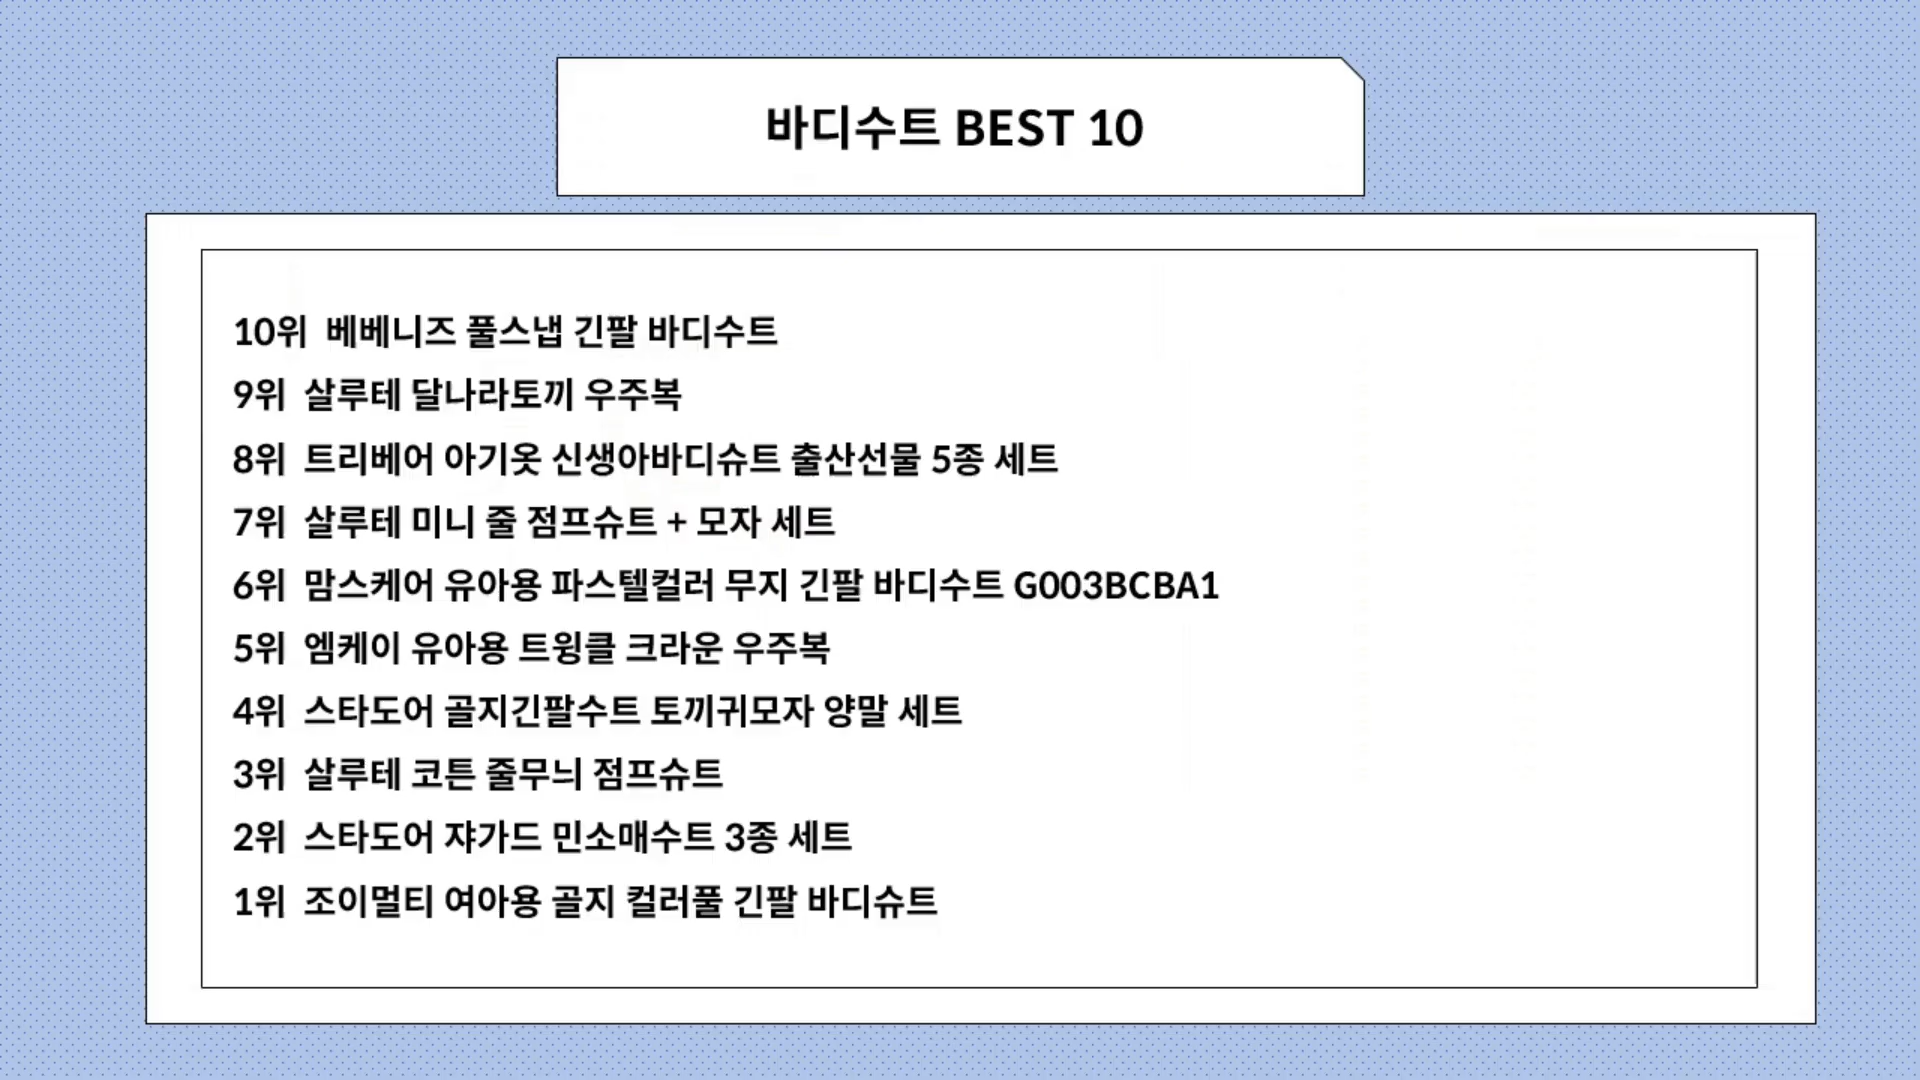 바디수트 BEST 10
10위 베베니즈 풀스냅 긴팔 바디수트
9위 살루테 달나라토끼 우주복
8위 트리베어 아기옷 신생아바디슈트 출산선물 5종 세트
7위 살루테 미니 줄 점프슈트 + 모자 세트
6위 맘스케어 유아용 파스텔컬러 무지 긴팔 바디수트 G003BCBA1
5위 엠케이 유아용 트윙클 크라운 우주복
4위 스타도어 골지긴팔수트 토끼귀모자 양말 세트
3위 살루테 코튼 줄무늬 점프슈트
2위 스타도어 쟈가드 민소매수트 3종 세트
1위 조이멀티 여아용 골지 컬러풀 긴팔 바디슈트